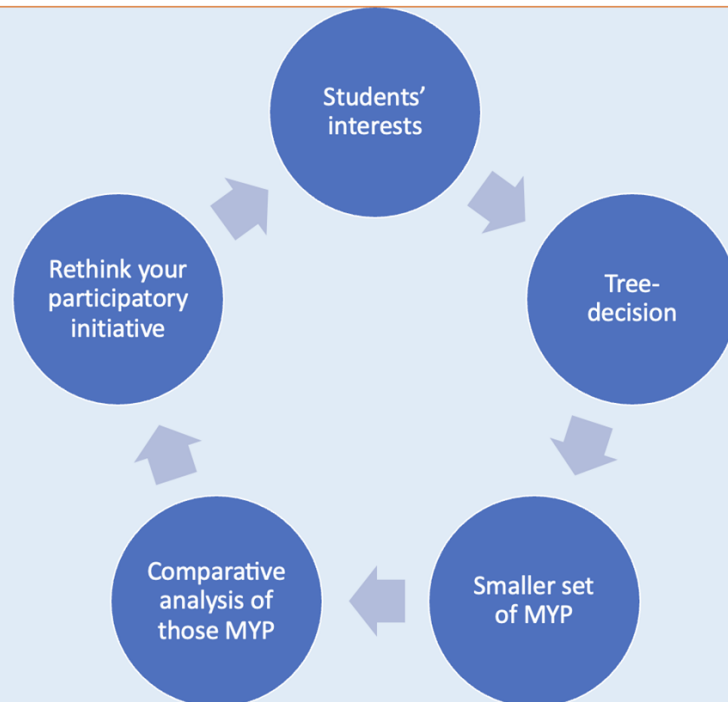 Students’
interests
Tree-
decision
Smaller set
of MYP
Comparative
analysis of
those MYP
Rethink your
participatory
initiative